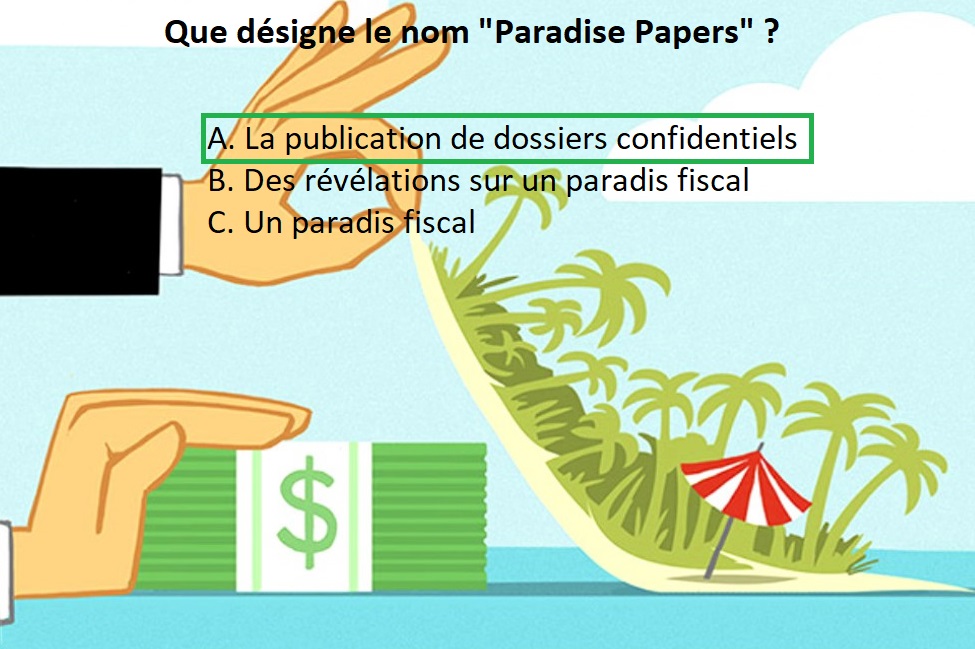 Que désigne le nom "Paradise Papers" ?
A. La publication de dossiers confidentiels
B. Des révélations sur un paradis fiscal
C. Un paradis fiscal
$